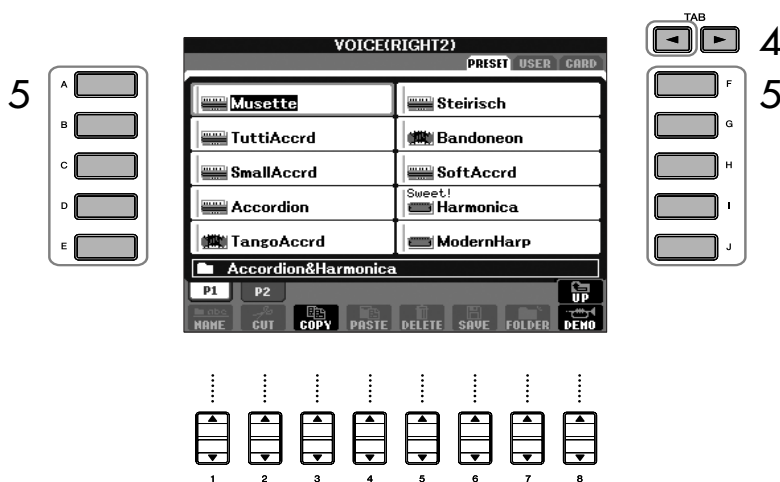 TAB
VOICE(RIGHT2)
PRESET USER CARD
4
5
5
A
B
C
D
E
F
G
H
I
J
Musette
Steirisch
TuttiAccrd
Bandoneon
SmallAccrd
SoftAccrd
Accordion
Sweet!
Harmonica
TangoAccrd
ModernHarp
Accordion&Harmonica
P1 P2 UP
NAME CUT COPY PASTE DELETE SAVE FOLDER DEMO
1 2 3 4 5 6 7 8